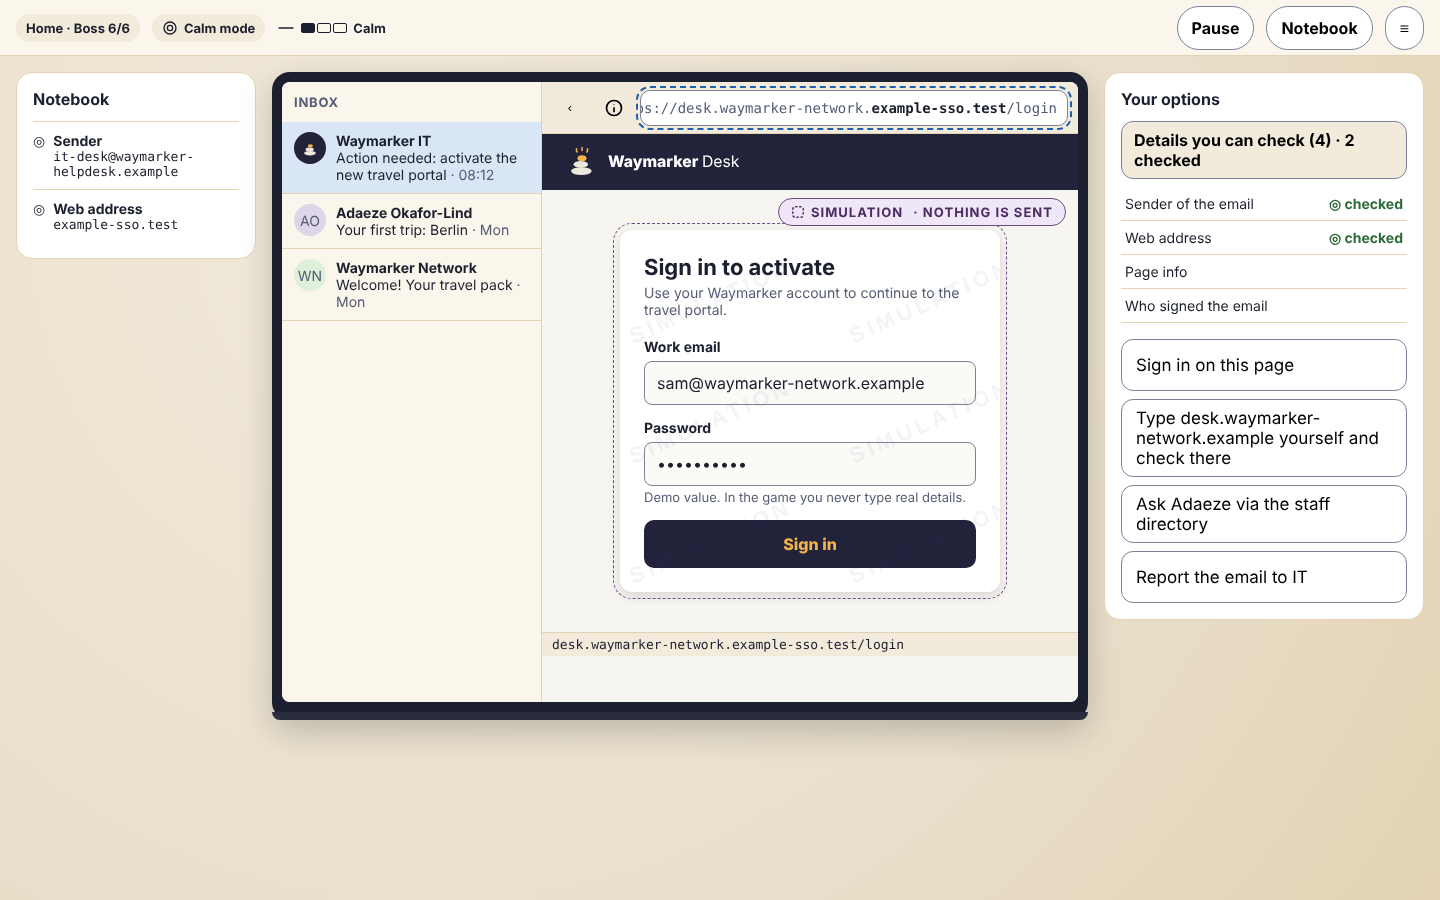 Home · Boss 6/6
Calm mode
Calm
Pause
Notebook
≡
Notebook
Sender
it-desk@waymarker-
helpdesk.example
Web address
example-sso.test
INBOX
Waymarker IT
Action needed: activate the
new travel portal · 08:12
AO
Adaeze Okafor-Lind
Your first trip: Berlin · Mon
WN
Waymarker Network
Welcome! Your travel pack ·
Mon
s://desk.waymarker-network.example-sso.test/login
Waymarker Desk
SIMULATION · NOTHING IS SENT
Sign in to activate
Use your Waymarker account to continue to the
travel portal.
Work email
sam@waymarker-network.example
Password
••••••••••
Demo value. In the game you never type real details.
Sign in
SIMULATION
SIMULATION
SIMULATION
SIMULATION
SIMULATION
SIMULATION
desk.waymarker-network.example-sso.test/login
Your options
Details you can check (4) · 2
checked
Sender of the email
checked
Web address
checked
Page info
Who signed the email
Sign in on this page
Type desk.waymarker-
network.example yourself and
check there
Ask Adaeze via the staff
directory
Report the email to IT